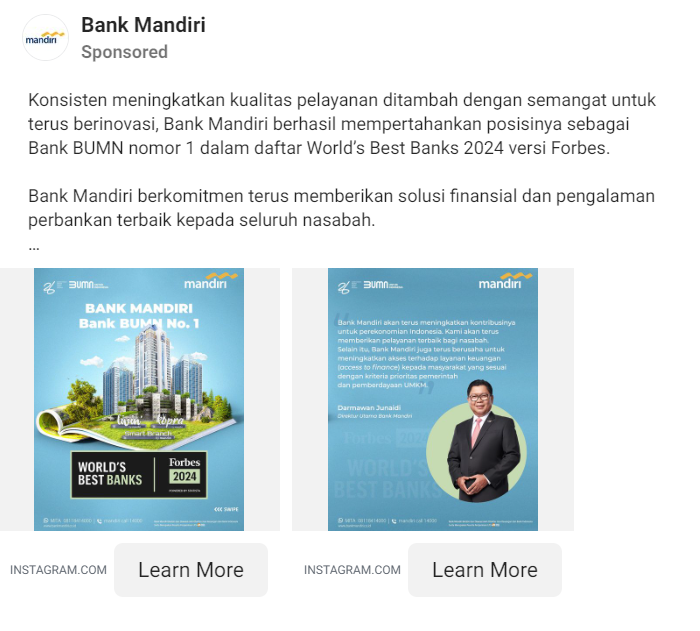 Bank Mandiri
Sponsored
mandiri
Konsisten meningkatkan kualitas pelayanan ditambah dengan semangat untuk
terus berinovasi, Bank Mandiri berhasil mempertahankan posisinya sebagai
Bank BUMN nomor 1 dalam daftar World's Best Banks 2024 versi Forbes.
Bank Mandiri berkomitmen terus memberikan solusi finansial dan pengalaman
perbankan terbaik kepada seluruh nasabah.
...
BUMN
mandiri
BANK MANDIRI
Bank BUMN No. 1
livin'
kopra
Smart Branch
WORLD'S
BEST BANKS
Forbes
2024
SWIPE
BUMN
mandiri
Bank Mandiri akan terus meningkatkan kontribusinya
untuk perekonomian Indonesia. Kami akan terus
memberikan pelayanan terbaik bagi nasabah.
Selain itu, Bank Mandiri juga terus berusaha untuk
meningkatkan akses terhadap layanan keuangan
(access to finance) kepada masyarakat yang sesuai
dengan kriteria prioritas pemerintah
dan pemberdayaan UMKM.
Darmawan Junaidi
Direktur Utama Bank Mandiri
Forbes 2024
WORLD'S
BEST BANKS
INSTAGRAM.COM
Learn More
INSTAGRAM.COM
Learn More